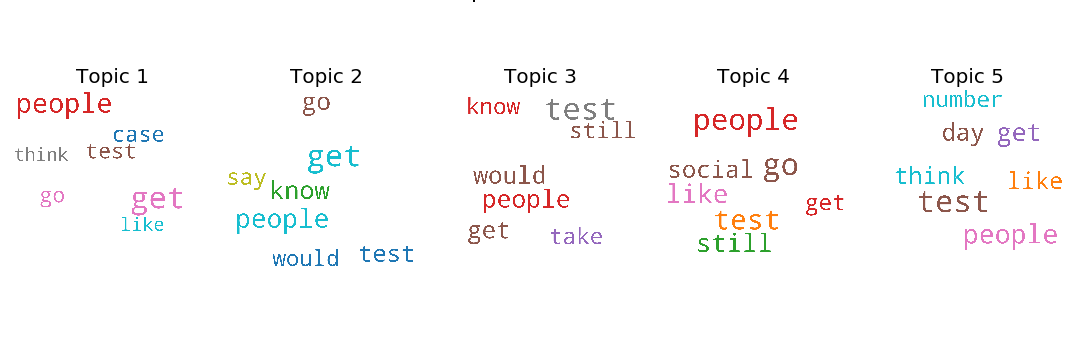 Topic 1
people
case
think test
go get
like
Topic 2
go
get
say
know
people
would test
Topic 3
know test
still
would
people
get take
Topic 4
people
social go
like
get
test
still
Topic 5
number
day get
think like
test
people